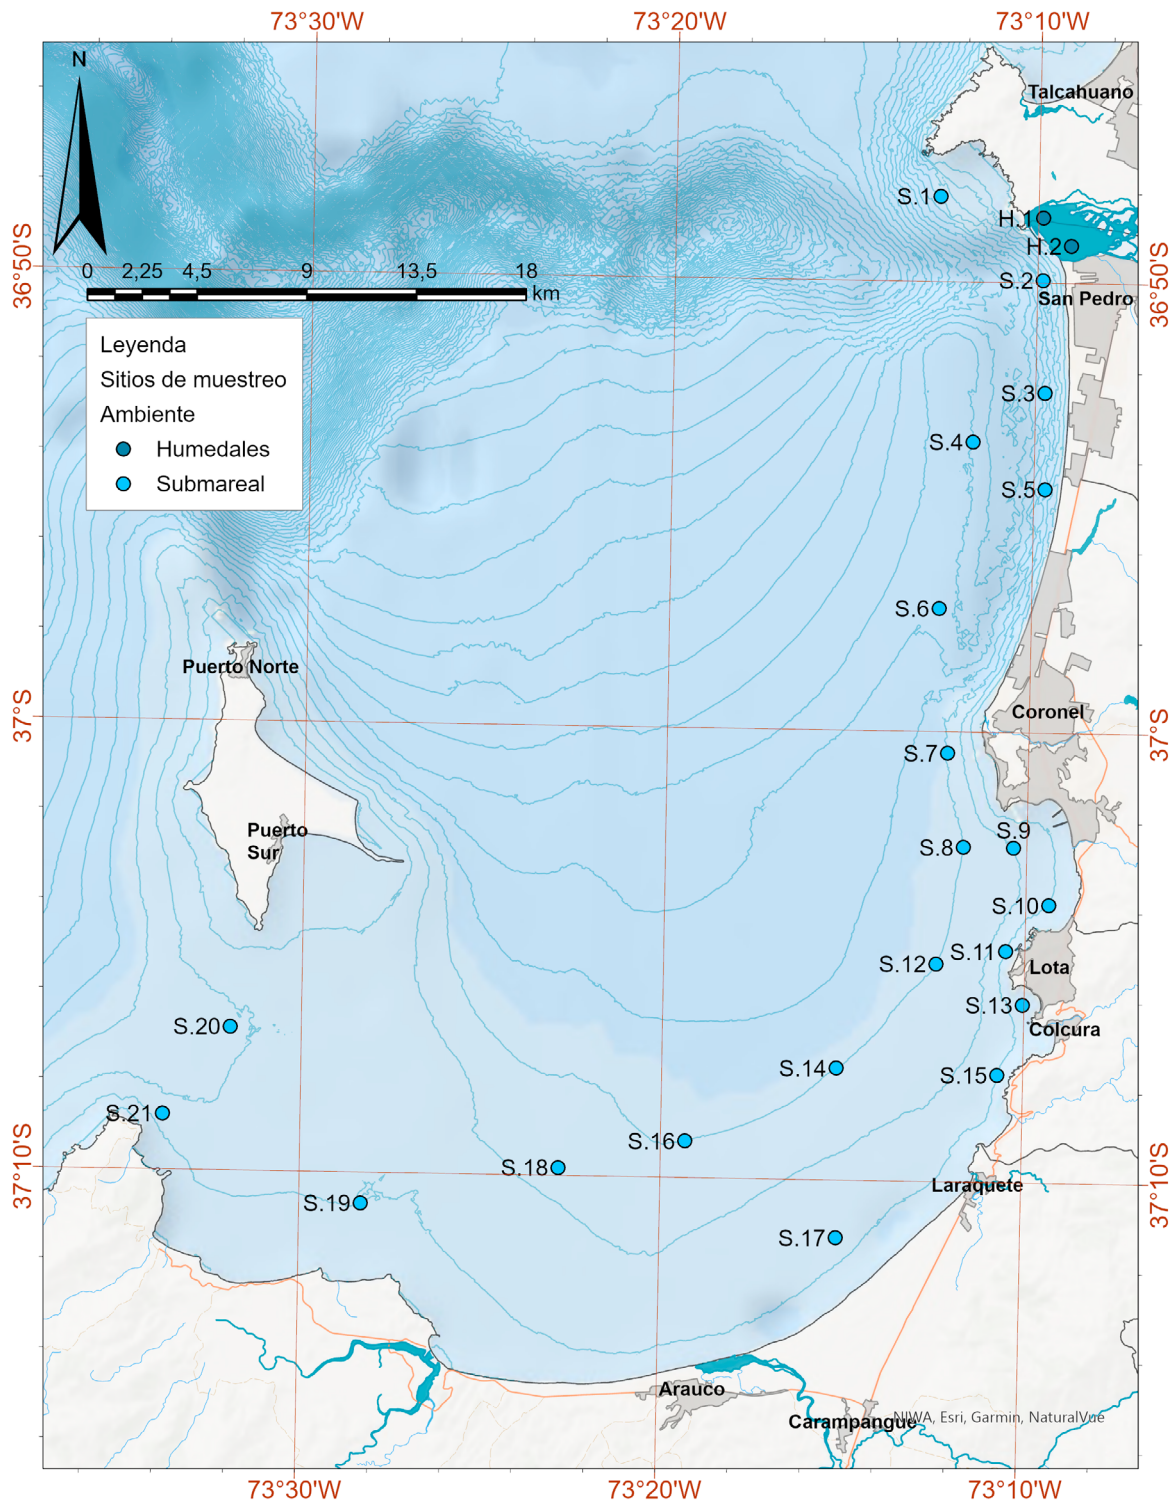 73°30'W 73°20'W 73°10'W
N
Talcahuano
S.1
H.1
H.2
36°50'S
36°50'S
0 2,25 4,5 9 13,5 18
km
S.2
San Pedro
Leyenda
Sitios de muestreo
Ambiente
Humedales
Submareal
S.3
S.4
S.5
S.6
Puerto Norte
37°S
37°S
Coronel
S.7
Puerto
Sur
S.8
S.9
S.10
S.11
S.12
Lota
S.13
Colcura
S.20
S.14
S.15
S.21
S.16
S.18
37°10'S
37°10'S
Laraquete
S.19
S.17
Arauco
Carampangue
NIWA, Esri, Garmin, NaturalVue
73°30'W 73°20'W 73°10'W